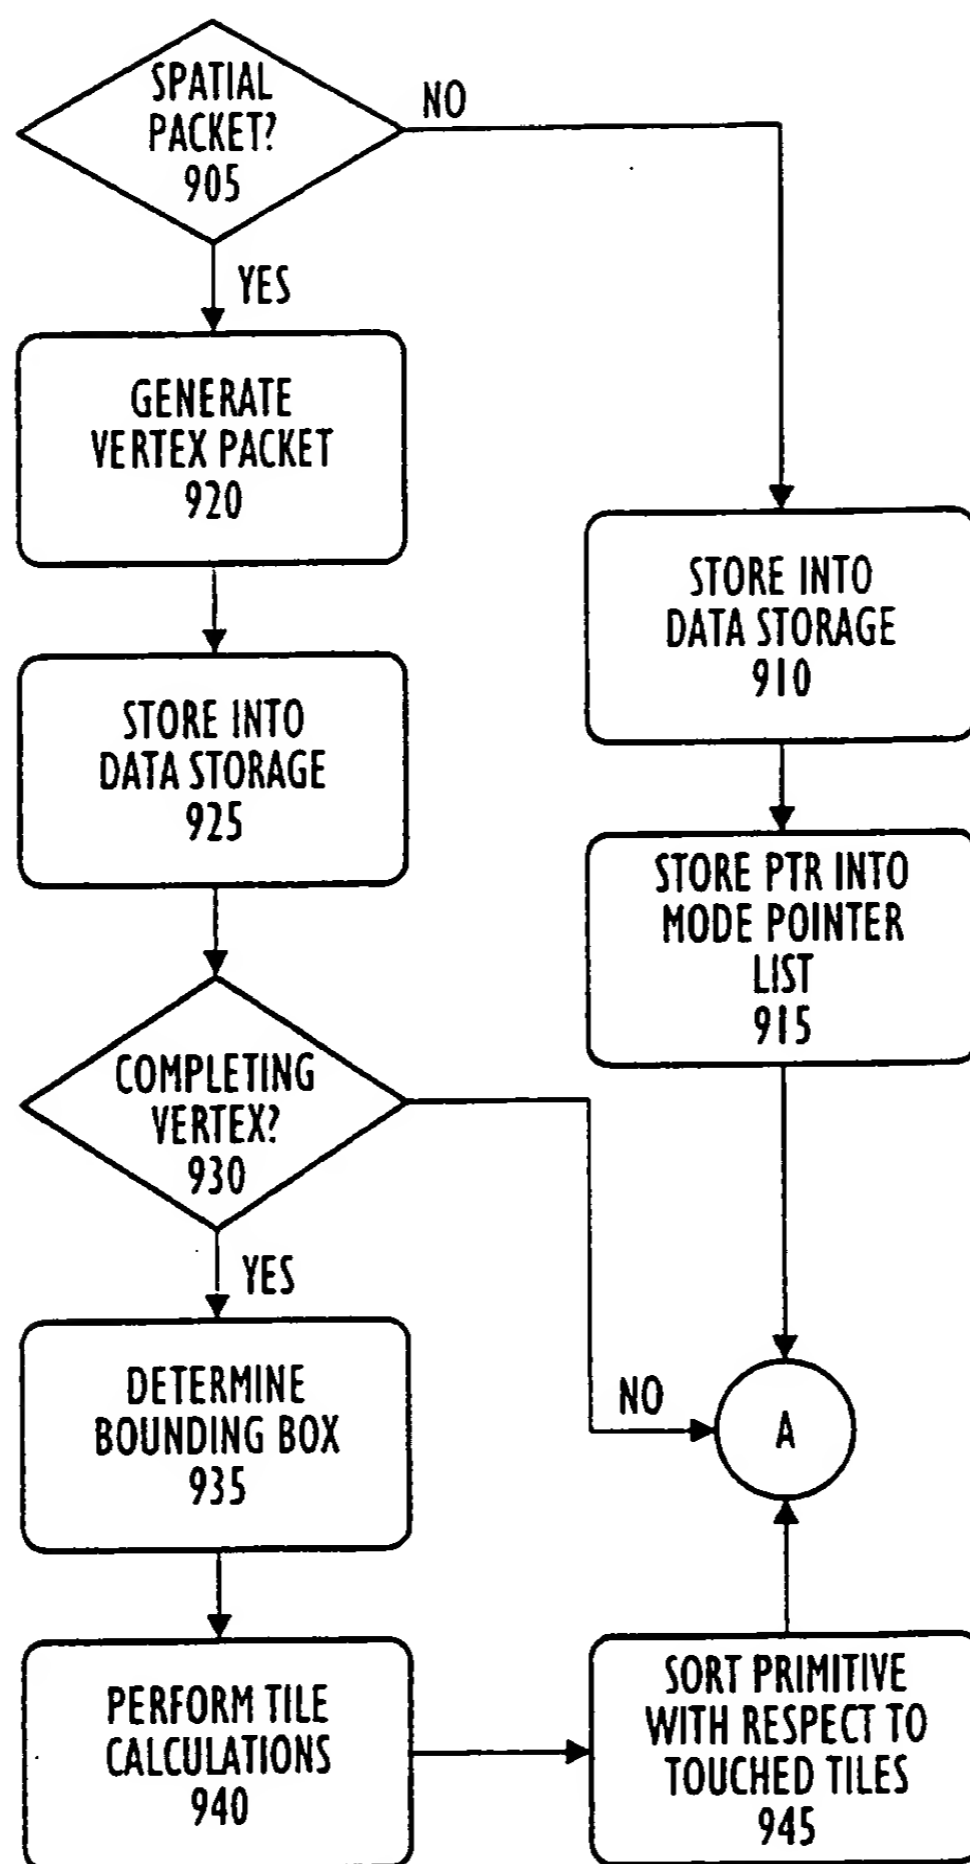 SPATIAL
PACKET?
905
NO
YES
GENERATE
VERTEX PACKET
920
STORE INTO
DATA STORAGE
910
STORE INTO
DATA STORAGE
925
STORE PTR INTO
MODE POINTER
LIST
915
COMPLETING
VERTEX?
930
YES
DETERMINE
BOUNDING BOX
935
NO
A
PERFORM TILE
CALCULATIONS
940
SORT PRIMITIVE
WITH RESPECT TO
TOUCHED TILES
945